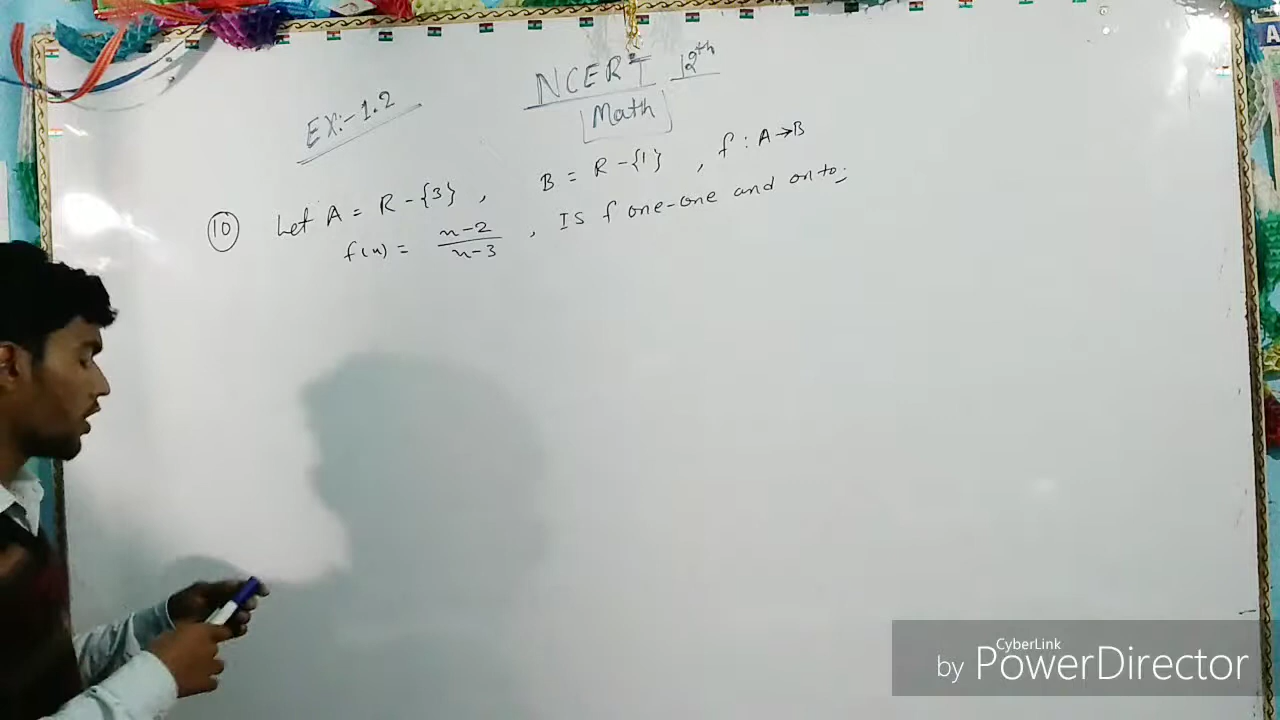 NCERT 12th
Math
EX:- 1.2
10 Let A = R - {3} , B = R - {1} , f : A → B
f(x) = x-2/x-3 , Is f one-one and onto;
A
CyberLink
by PowerDirector